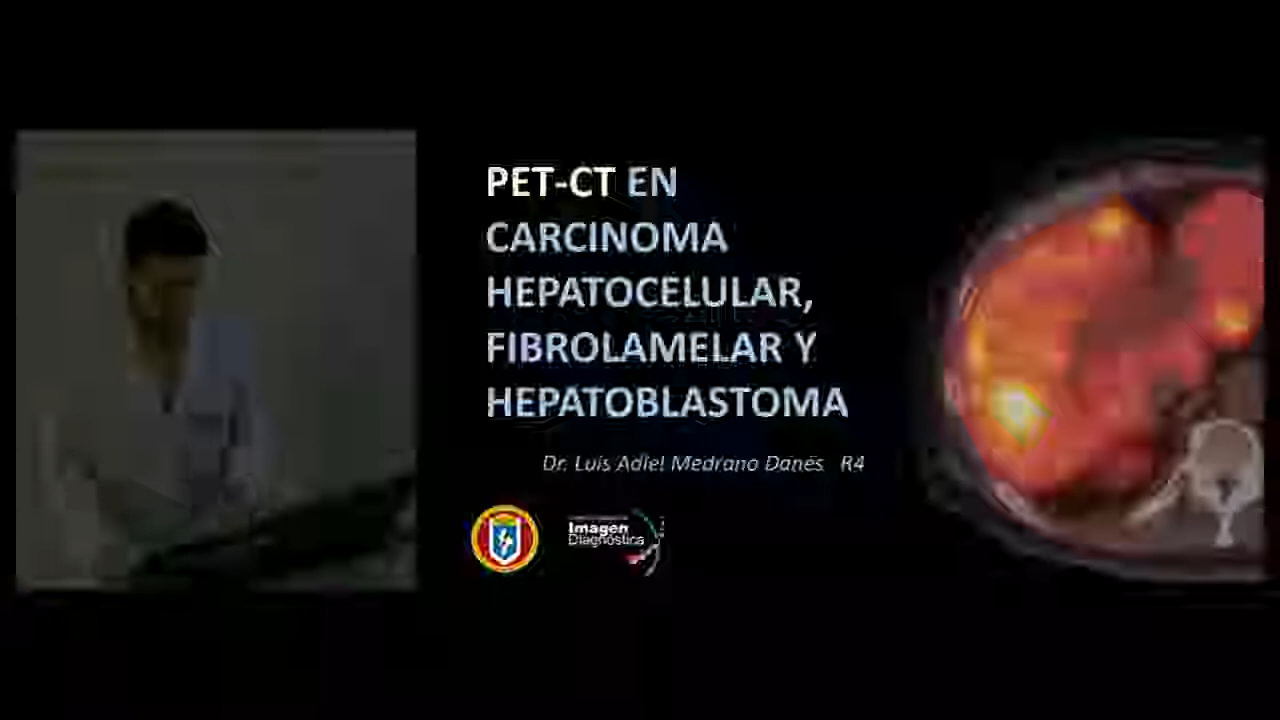 PET-CT EN
CARCINOMA
HEPATOCELULAR,
FIBROLAMELAR Y
HEPATOBLASTOMA
Dr. Luis Adiel Medrano Danés R4
Imagen
Diagnóstica